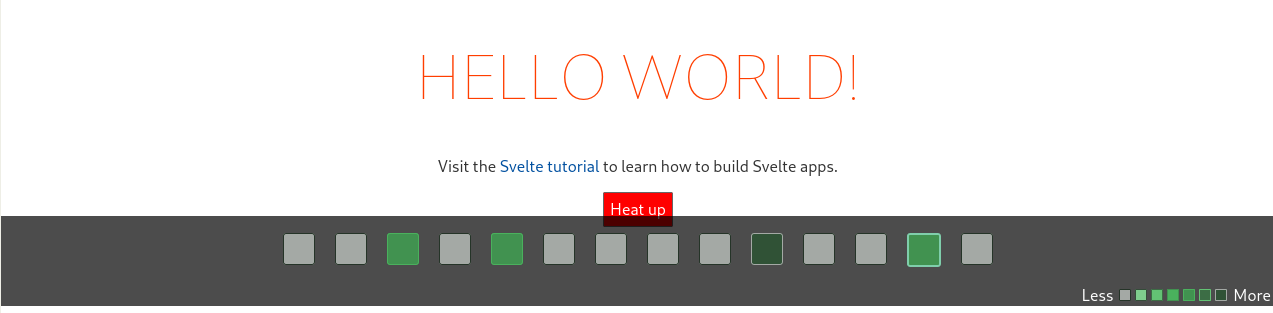 HELLO WORLD!
Visit the Svelte tutorial to learn how to build Svelte apps.
Heat up
Less More